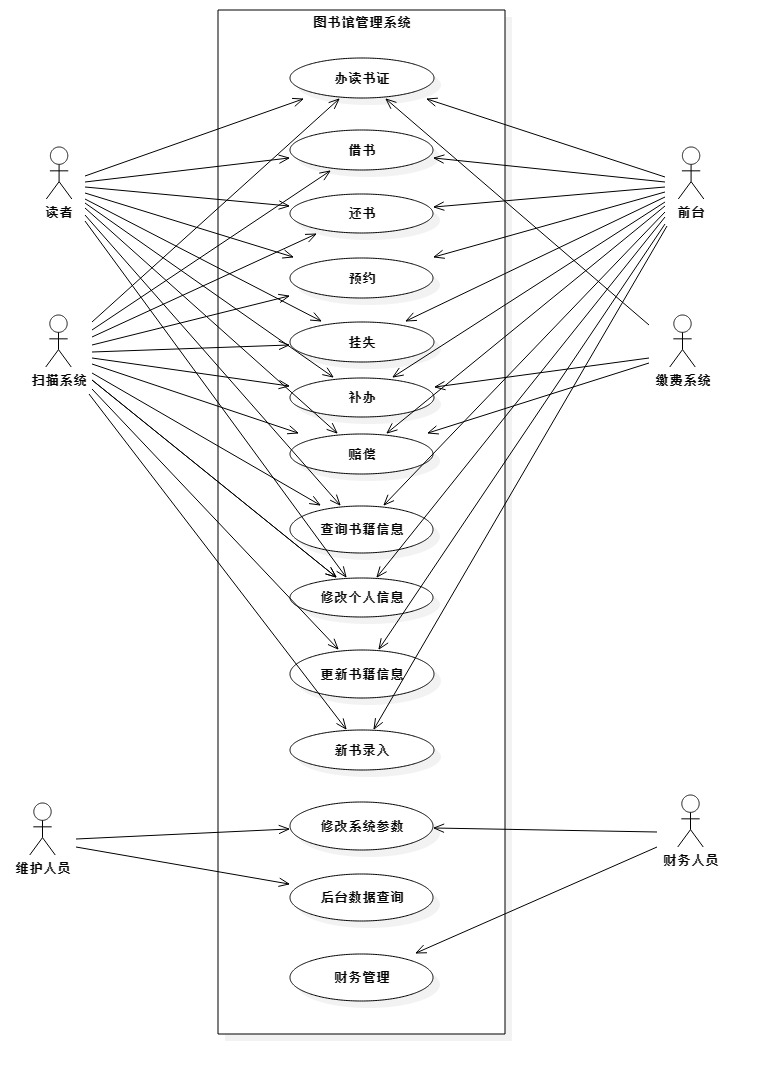 图书馆管理系统
办读书证
借书
读者
还书
前台
预约
挂失
扫描系统
缴费系统
补办
赔偿
查询书籍信息
修改个人信息
更新书籍信息
新书录入
修改系统参数
维护人员
财务人员
后台数据查询
财务管理